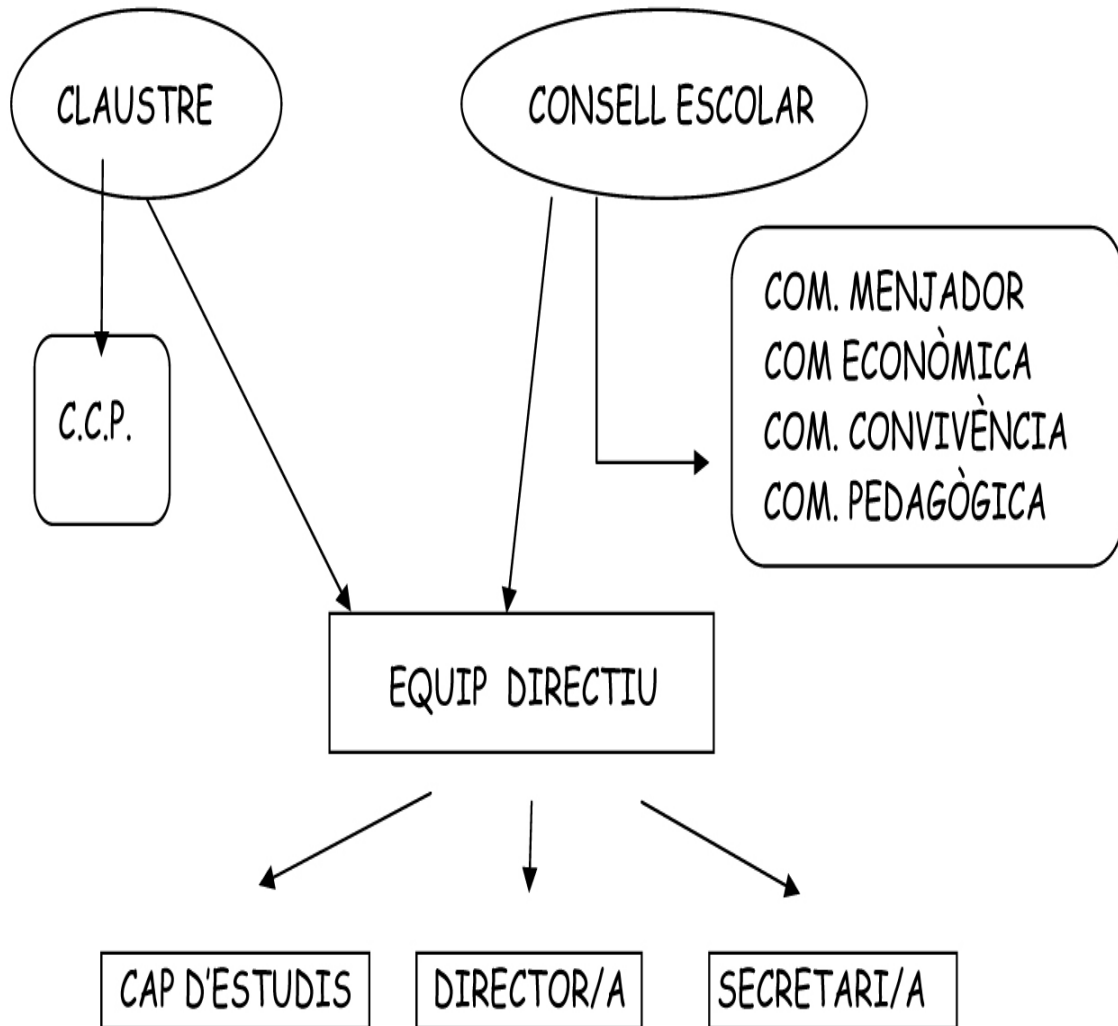 CLAUSTRE
CONSELL ESCOLAR
COM. MENJADOR
COM ECONÒMICA
COM. CONVIVÈNCIA
COM. PEDAGÒGICA
C.C.P.
EQUIP DIRECTIU
CAP D'ESTUDIS
DIRECTOR/A
SECRETARI/A